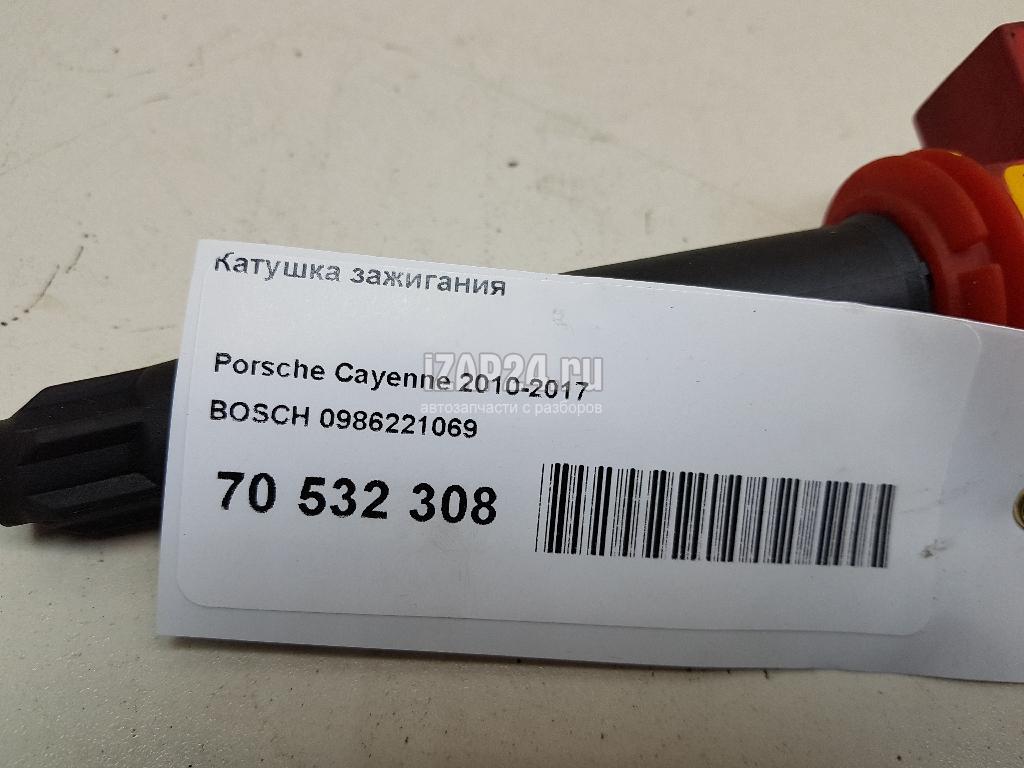 Катушка зажигания
Porsche Cayenne 2010-2017
iZAP24.ru
автозапчасти с разборов
BOSCH 0986221069
70 532 308